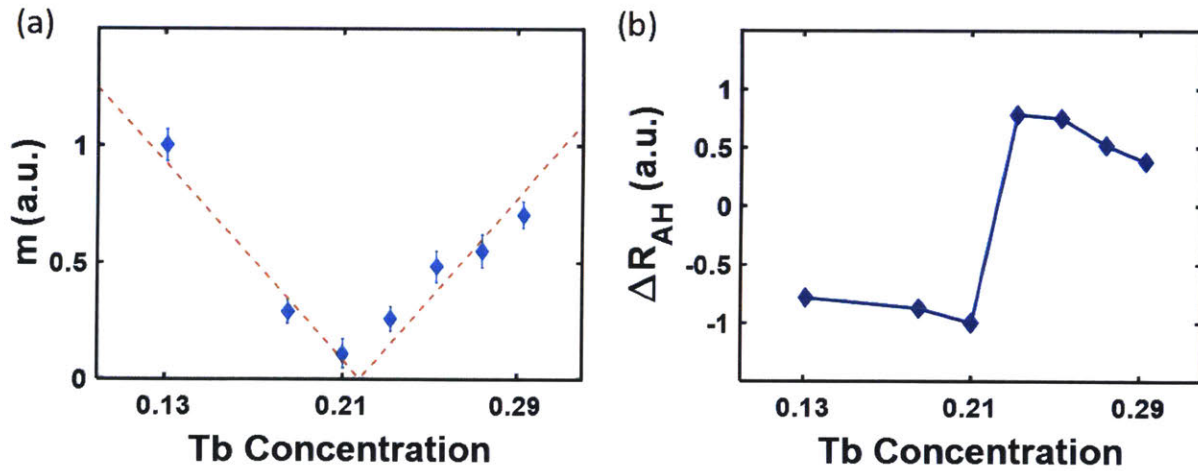 (a)
m (a.u.)
1
0.5
0
0.13
0.21
0.29
Tb Concentration
(b)
ΔR_AH (a.u.)
1
0.5
0
-0.5
-1
0.13
0.21
0.29
Tb Concentration